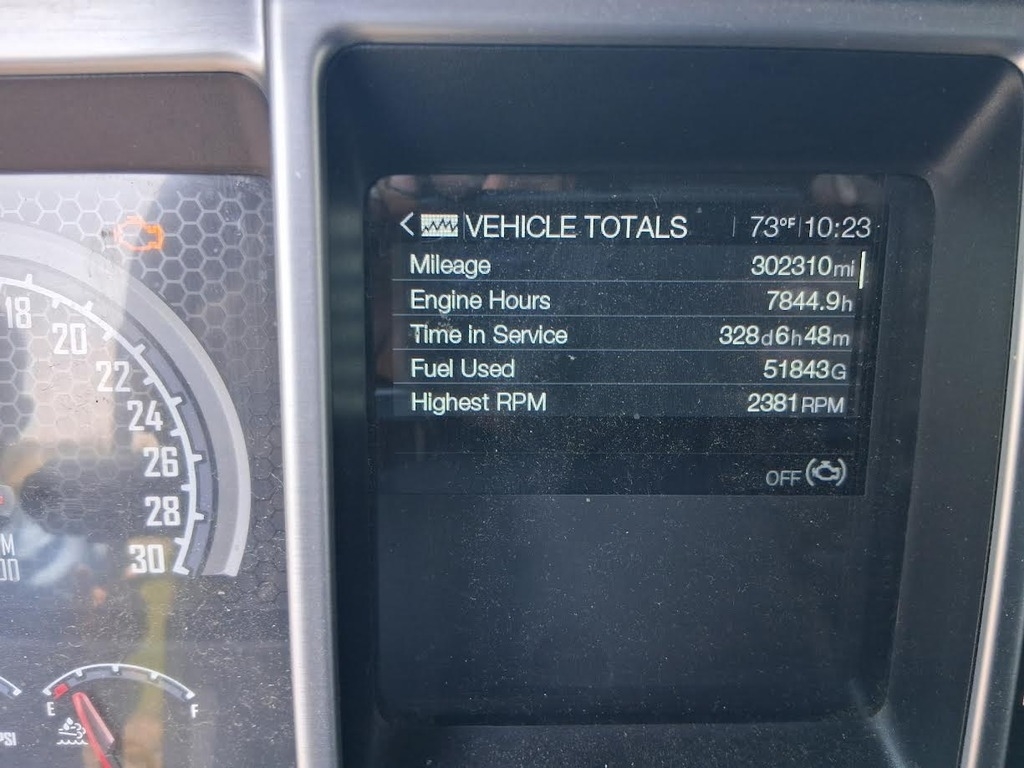 VEHICLE TOTALS 73°F 10:23
Mileage 302310mi
Engine Hours 7844.9h
Time in Service 328d6h48m
Fuel Used 51843G
Highest RPM 2381RPM
OFF
18
20
22
24
26
28
30
E F
PSI